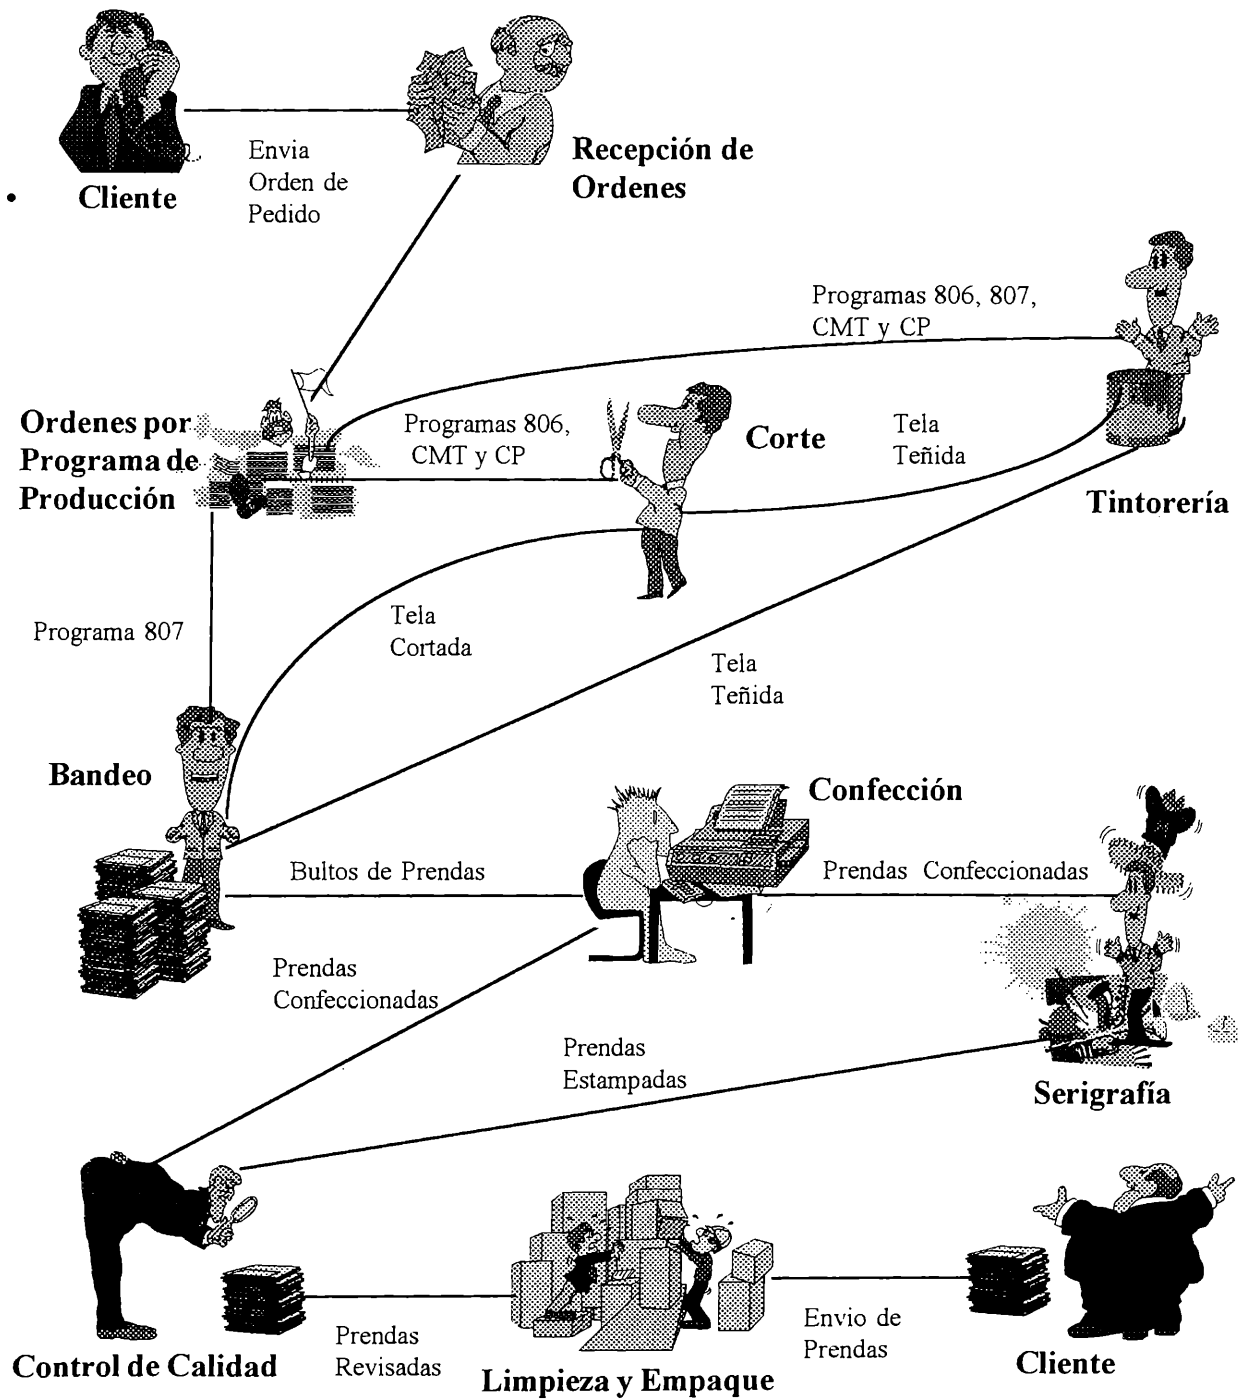 Cliente
Envia
Orden de
Pedido
Recepción de
Ordenes
Programas 806, 807,
CMT y CP
Ordenes por
Programa de
Producción
Programas 806,
CMT y CP
Corte
Tela
Teñida
Tintorería
Programa 807
Tela
Cortada
Tela
Teñida
Bandeo
Confección
Bultos de Prendas
Prendas Confeccionadas
Prendas
Confeccionadas
Prendas
Estampadas
Serigrafía
Control de Calidad
Prendas
Revisadas
Limpieza y Empaque
Envio de
Prendas
Cliente